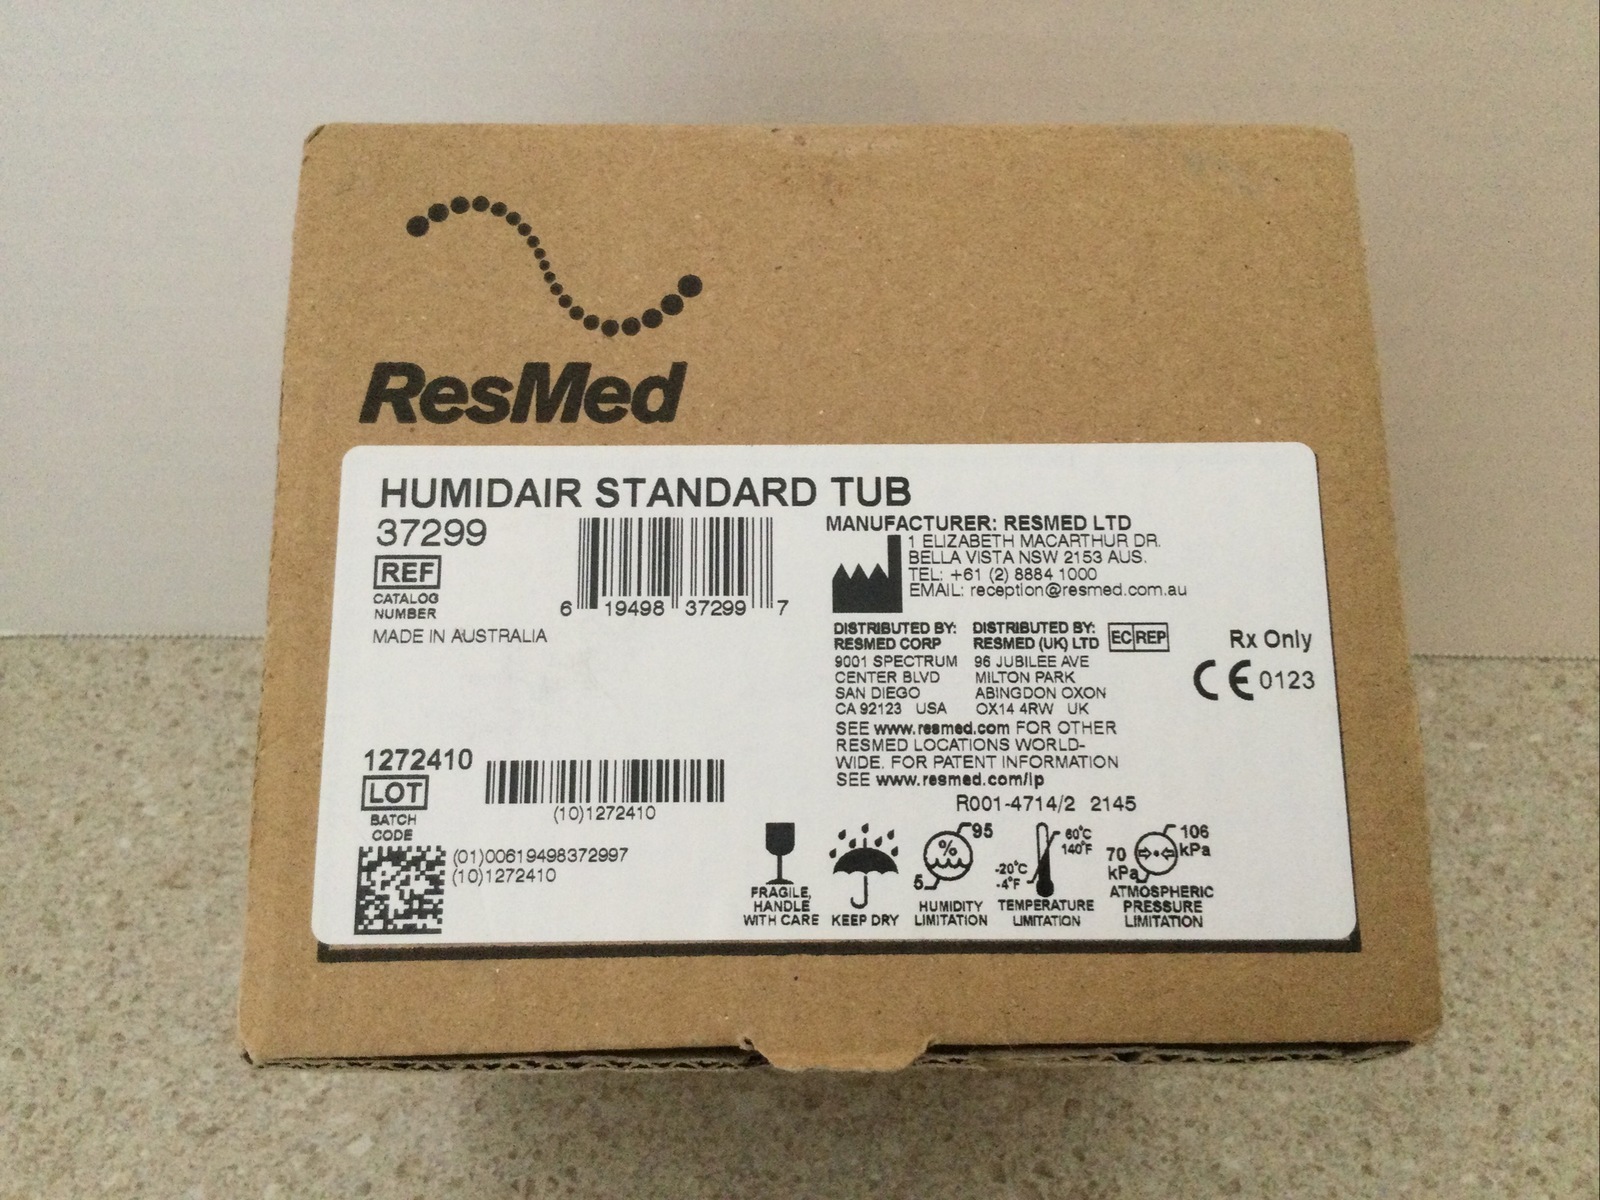 ResMed
HUMIDAIR STANDARD TUB
37299
REF
CATALOG
NUMBER
6 19498 37299 7
MADE IN AUSTRALIA
MANUFACTURER: RESMED LTD
1 ELIZABETH MACARTHUR DR.
BELLA VISTA NSW 2153 AUS.
TEL: +61 (2) 8884 1000
EMAIL: reception@resmed.com.au
DISTRIBUTED BY:
RESMED CORP
9001 SPECTRUM
CENTER BLVD
SAN DIEGO
CA 92123 USA
DISTRIBUTED BY:
RESMED (UK) LTD
96 JUBILEE AVE
MILTON PARK
ABINGDON OXON
OX14 4RW UK
EC REP
Rx Only
CE 0123
SEE www.resmed.com FOR OTHER
RESMED LOCATIONS WORLD-
WIDE. FOR PATENT INFORMATION
SEE www.resmed.com/ip
R001-4714/2 2145
1272410
LOT
BATCH
CODE
(10)1272410
(01)00619498372997
(10)1272410
FRAGILE,
HANDLE
WITH CARE
KEEP DRY
%
95
5
HUMIDITY
LIMITATION
60°C
140°F
-20°C
-4°F
TEMPERATURE
LIMITATION
106
kPa
70
kPa
ATMOSPHERIC
PRESSURE
LIMITATION